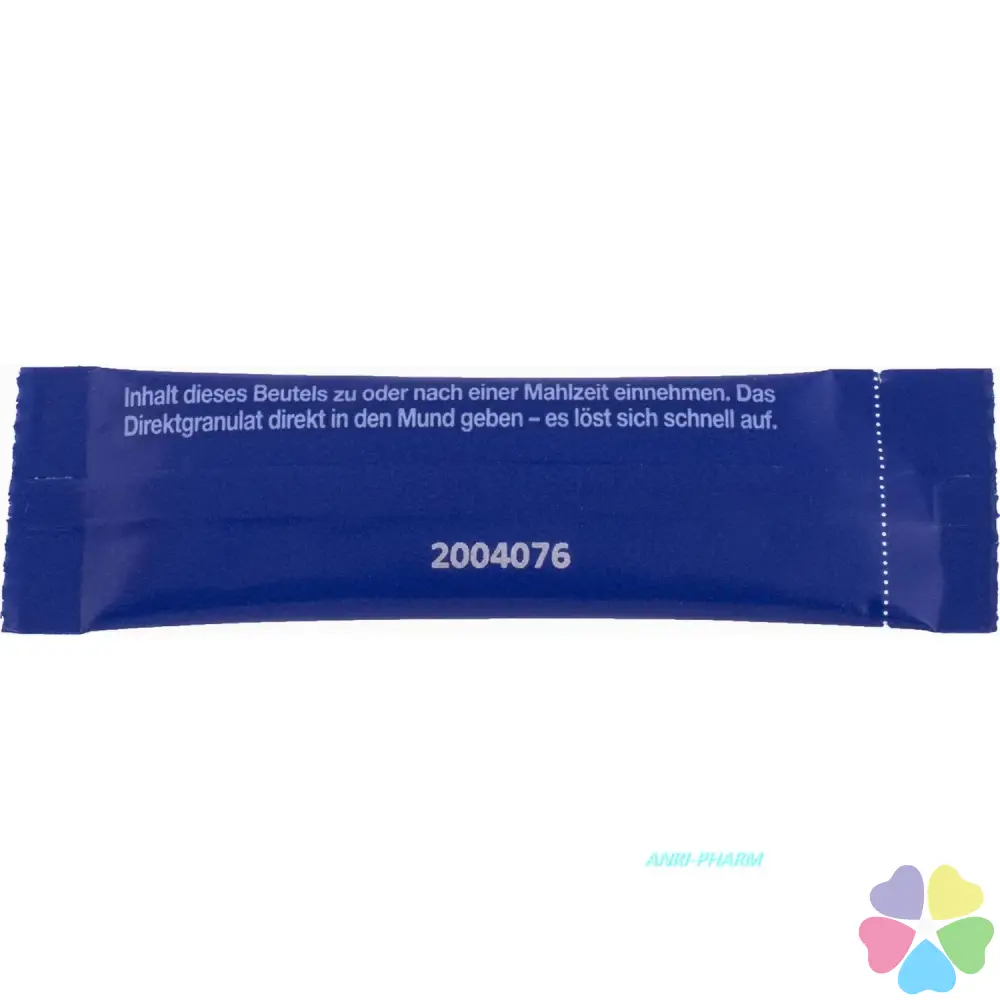 Inhalt dieses Beutels zu oder nach einer Mahlzeit einnehmen. Das
Direktgranulat direkt in den Mund geben – es löst sich schnell auf.
2004076
ANRI-PHARM